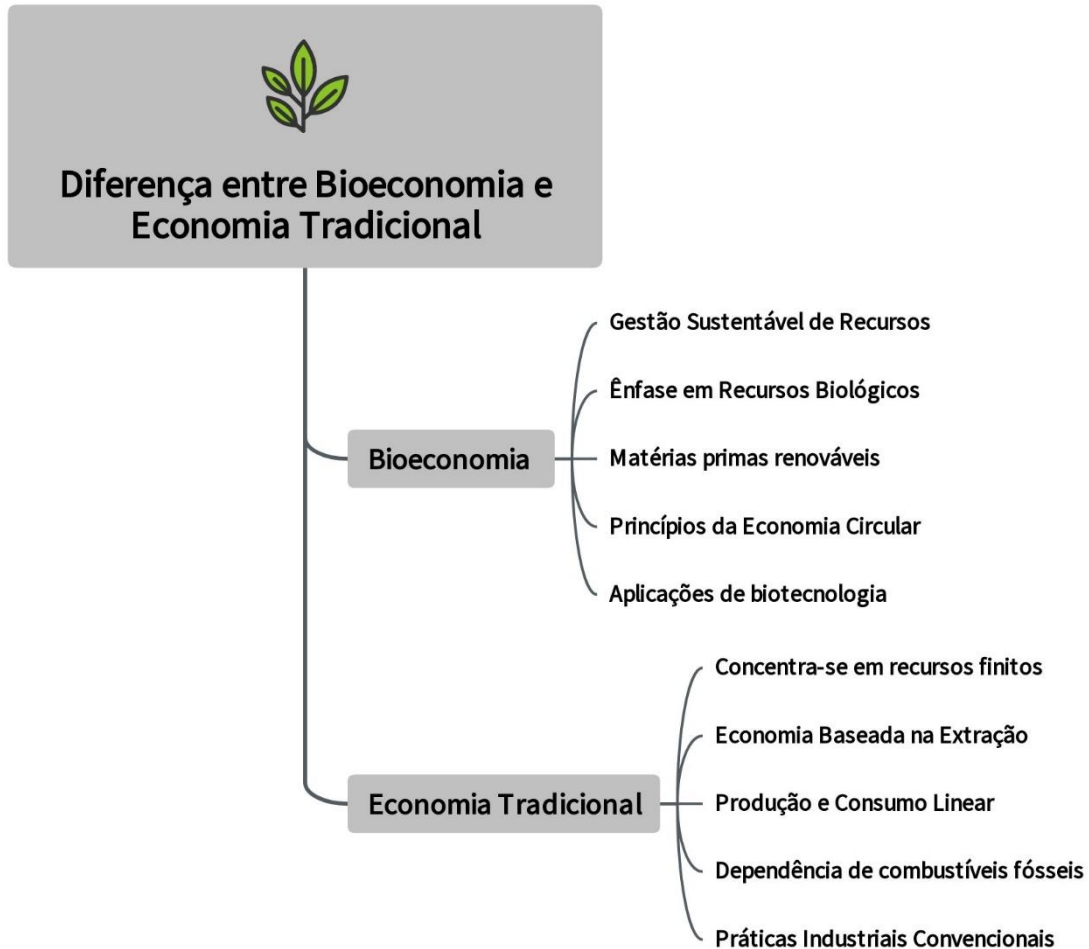 Diferença entre Bioeconomia e
Economia Tradicional
Bioeconomia
Gestão Sustentável de Recursos
Ênfase em Recursos Biológicos
Matérias primas renováveis
Princípios da Economia Circular
Aplicações de biotecnologia
Economia Tradicional
Concentra-se em recursos finitos
Economia Baseada na Extração
Produção e Consumo Linear
Dependência de combustíveis fósseis
Práticas Industriais Convencionais